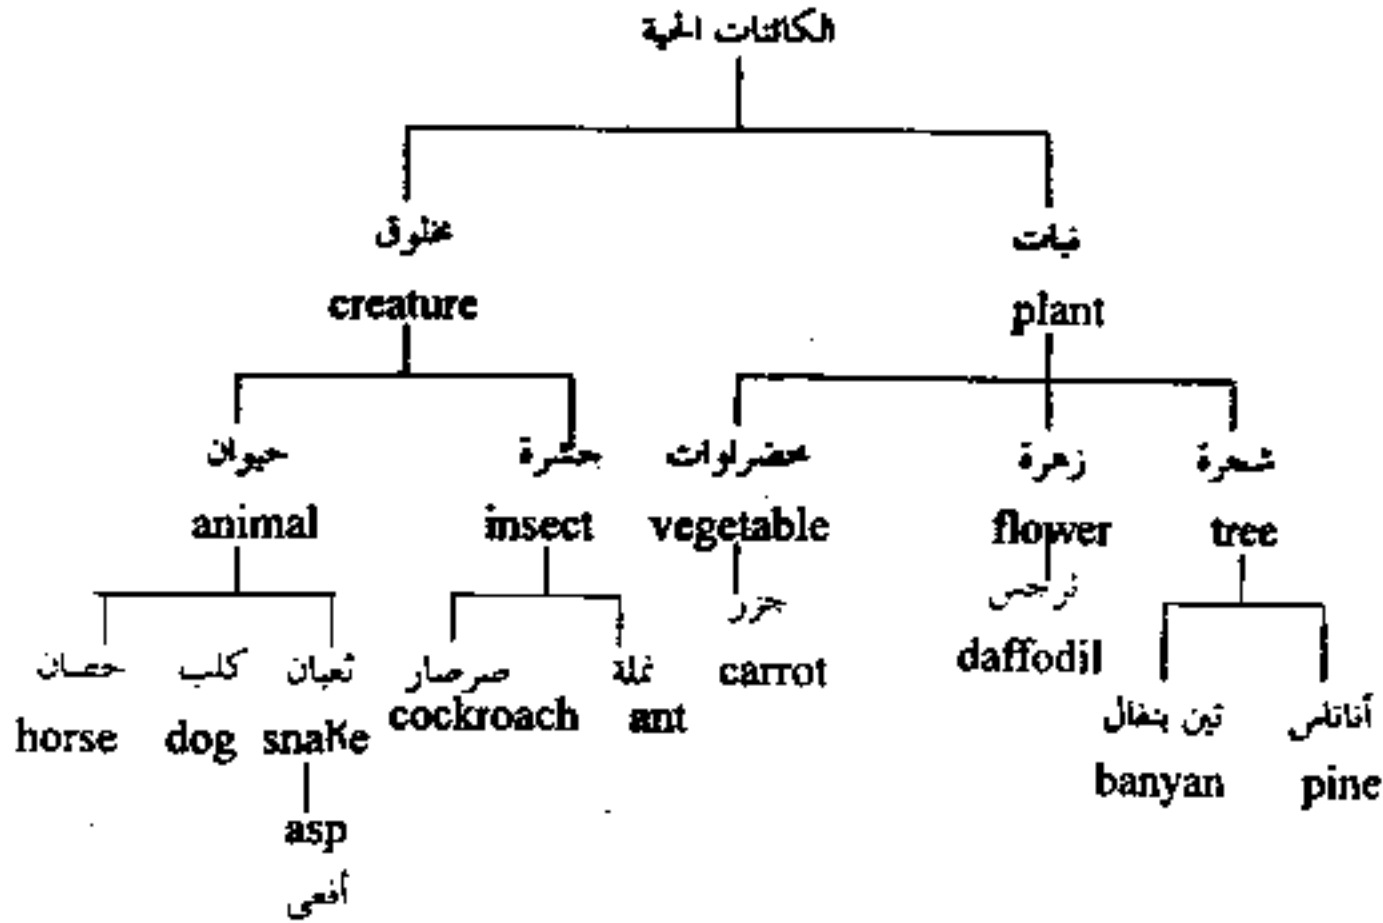 الكائنات الحية
مخلوق
نبات
creature
plant
حيوان
حشرة
خضراوات
زهرة
شجرة
animal
insect
vegetable
flower
tree
حصان
كلب
ثعبان
صرصار
نملة
جزر
نرجس
تين بنغال
أناناس
horse
dog
snake
cockroach
ant
carrot
daffodil
banyan
pine
asp
أفعى